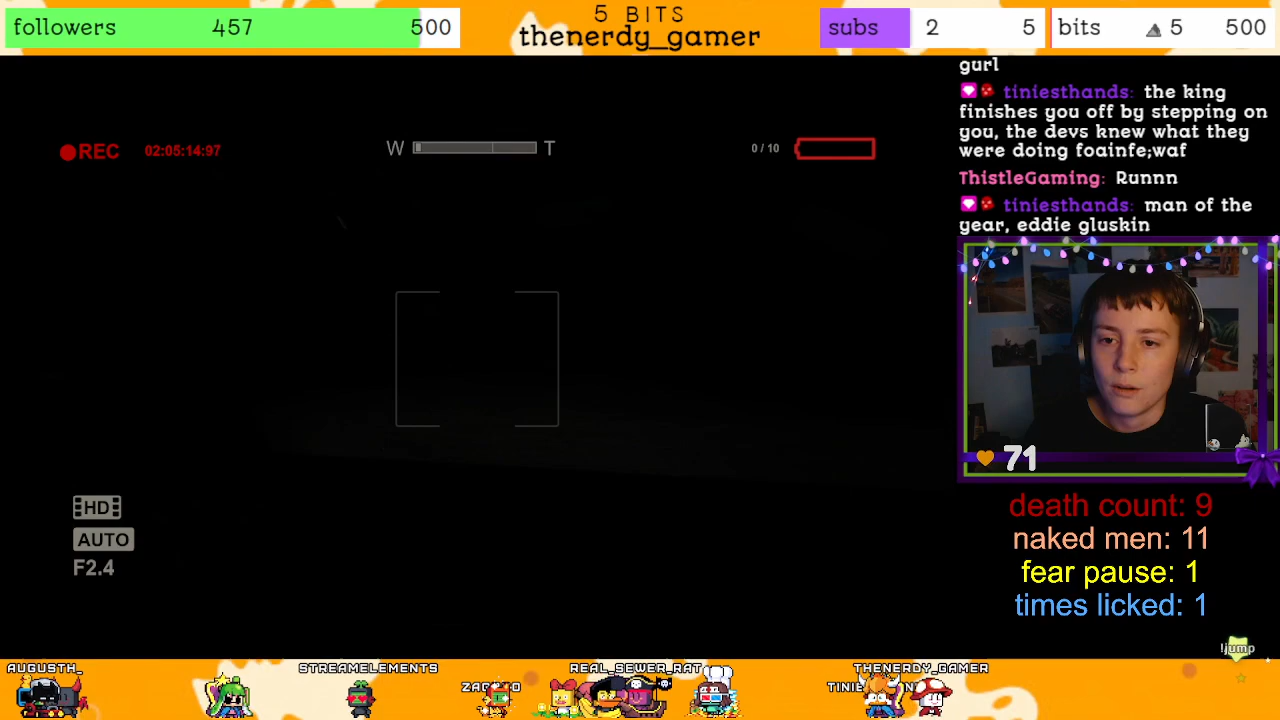 followers 457 500
5 BITS
thenerdy_gamer
subs 2 5
bits 5 500
gurl
tiniesthands: the king
finishes you off by stepping on
you, the devs knew what they
were doing foainfe;waf
ThistleGaming: Runnn
tiniesthands: man of the
year, eddie gluskin
REC 02:05:14:97
W T
0 / 10
HD
AUTO
F2.4
71
death count: 9
naked men: 11
fear pause: 1
times licked: 1
!jump
AUGUSTH_
STREAMELEMENTS
REAL_SEWER_RAT
THENERDY_GAMER